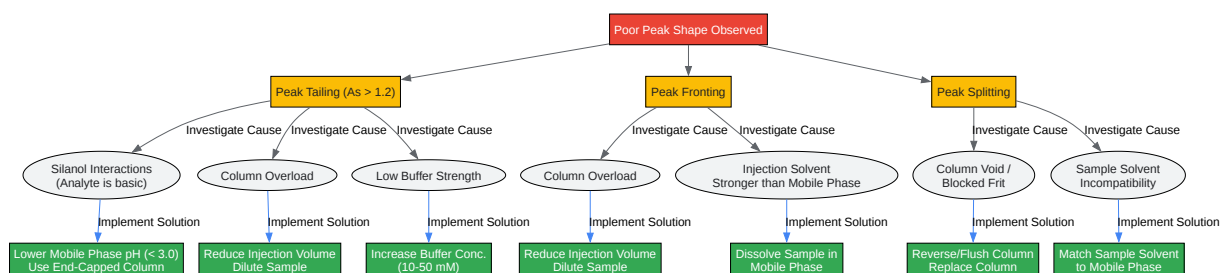 Poor Peak Shape Observed
Peak Tailing (As > 1.2)
Peak Fronting
Peak Splitting
Investigate Cause
Investigate Cause
Investigate Cause
Investigate Cause
Investigate Cause
Investigate Cause
Investigate Cause
Silanol Interactions
(Analyte is basic)
Column Overload
Low Buffer Strength
Column Overload
Injection Solvent
Stronger than Mobile Phase
Column Void /
Blocked Frit
Sample Solvent
Incompatibility
Implement Solution
Implement Solution
Implement Solution
Implement Solution
Implement Solution
Implement Solution
Implement Solution
Lower Mobile Phase pH (< 3.0)
Use End-Capped Column
Reduce Injection Volume
Dilute Sample
Increase Buffer Conc.
(10-50 mM)
Reduce Injection Volume
Dilute Sample
Dissolve Sample in
Mobile Phase
Reverse/Flush Column
Replace Column
Match Sample Solvent
to Mobile Phase